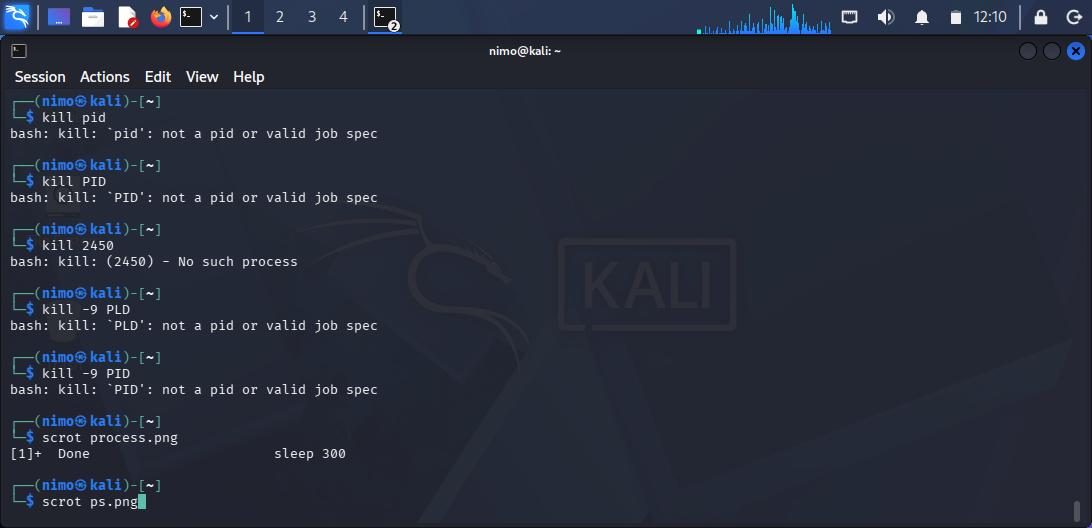 1 2 3 4 2 12:10
nimo@kali: ~
Session Actions Edit View Help
┌──(nimo㉿kali)-[~]
└─$ kill pid
bash: kill: `pid': not a pid or valid job spec
┌──(nimo㉿kali)-[~]
└─$ kill PID
bash: kill: `PID': not a pid or valid job spec
┌──(nimo㉿kali)-[~]
└─$ kill 2450
bash: kill: (2450) - No such process
┌──(nimo㉿kali)-[~]
└─$ kill -9 PLD
bash: kill: `PLD': not a pid or valid job spec
┌──(nimo㉿kali)-[~]
└─$ kill -9 PID
bash: kill: `PID': not a pid or valid job spec
┌──(nimo㉿kali)-[~]
└─$ scrot process.png
[1]+  Done                    sleep 300
┌──(nimo㉿kali)-[~]
└─$ scrot ps.png
KALI